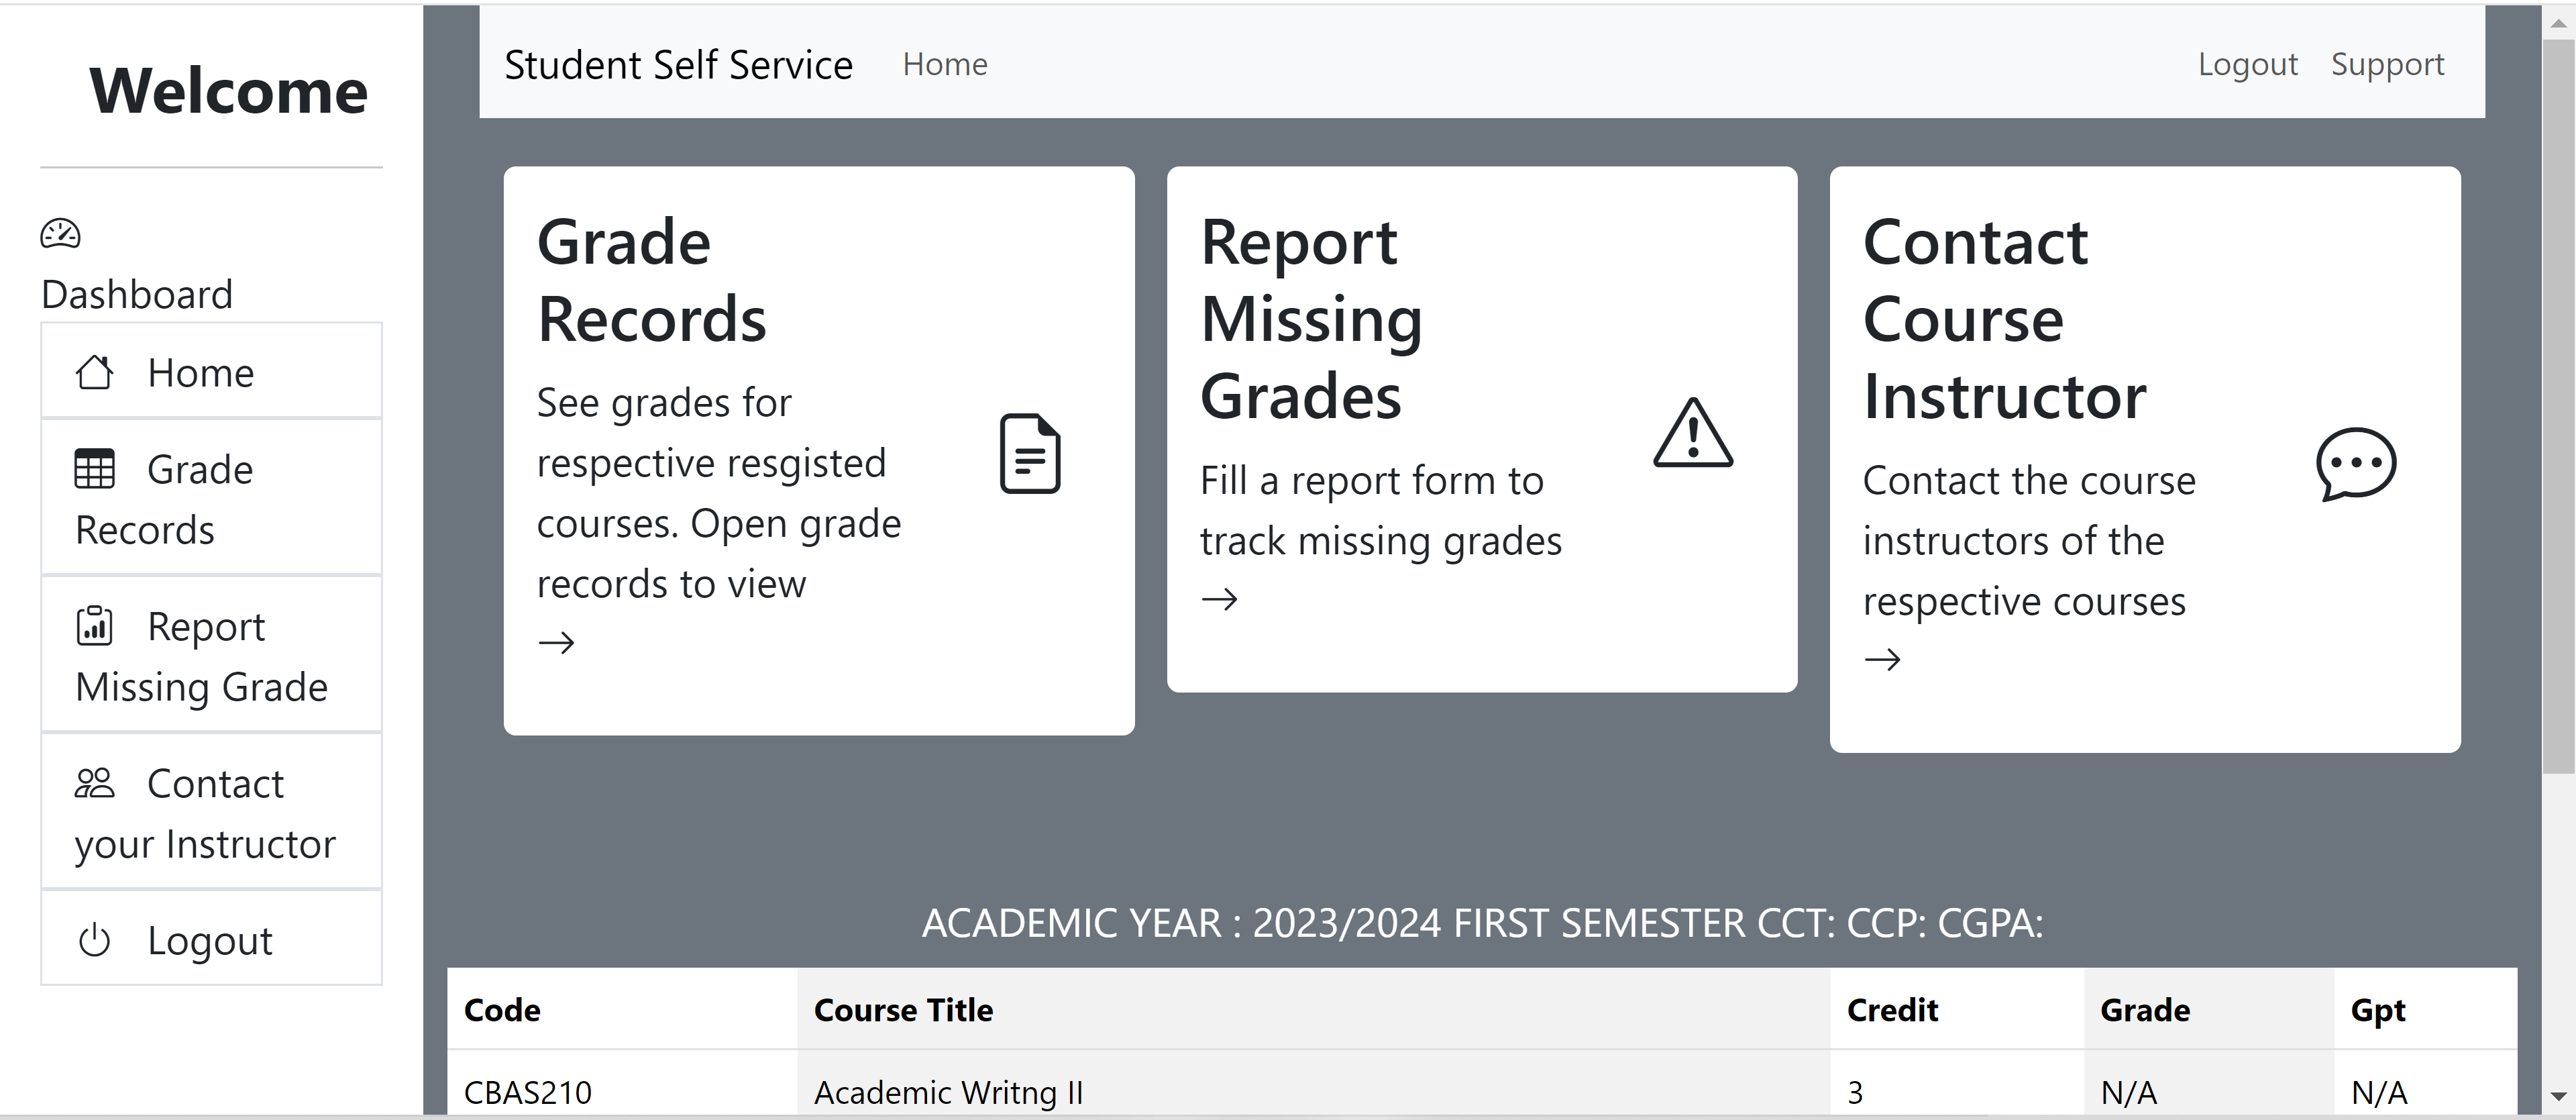 Welcome
Dashboard
Home
Grade
Records
Report
Missing Grade
Contact
your Instructor
Logout
Student Self Service Home Logout Support
Grade
Records
See grades for
respective resgisted
courses. Open grade
records to view
Report
Missing
Grades
Fill a report form to
track missing grades
Contact
Course
Instructor
Contact the course
instructors of the
respective courses
ACADEMIC YEAR : 2023/2024 FIRST SEMESTER CCT: CCP: CGPA:
Code Course Title Credit Grade Gpt
CBAS210 Academic Writng II 3 N/A N/A